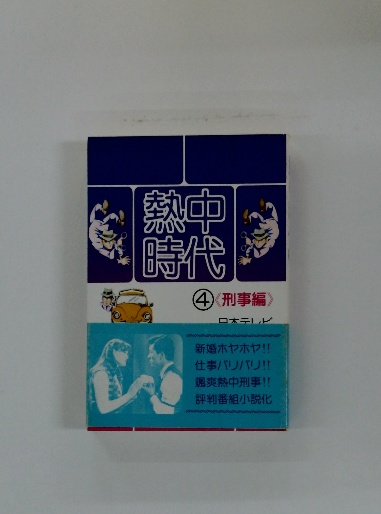 熱中
時代
④《刑事編》
日本テレビ
新婚ホヤホヤ!!
仕事バリバリ!!
颯爽熱中刑事!!
評判番組小説化